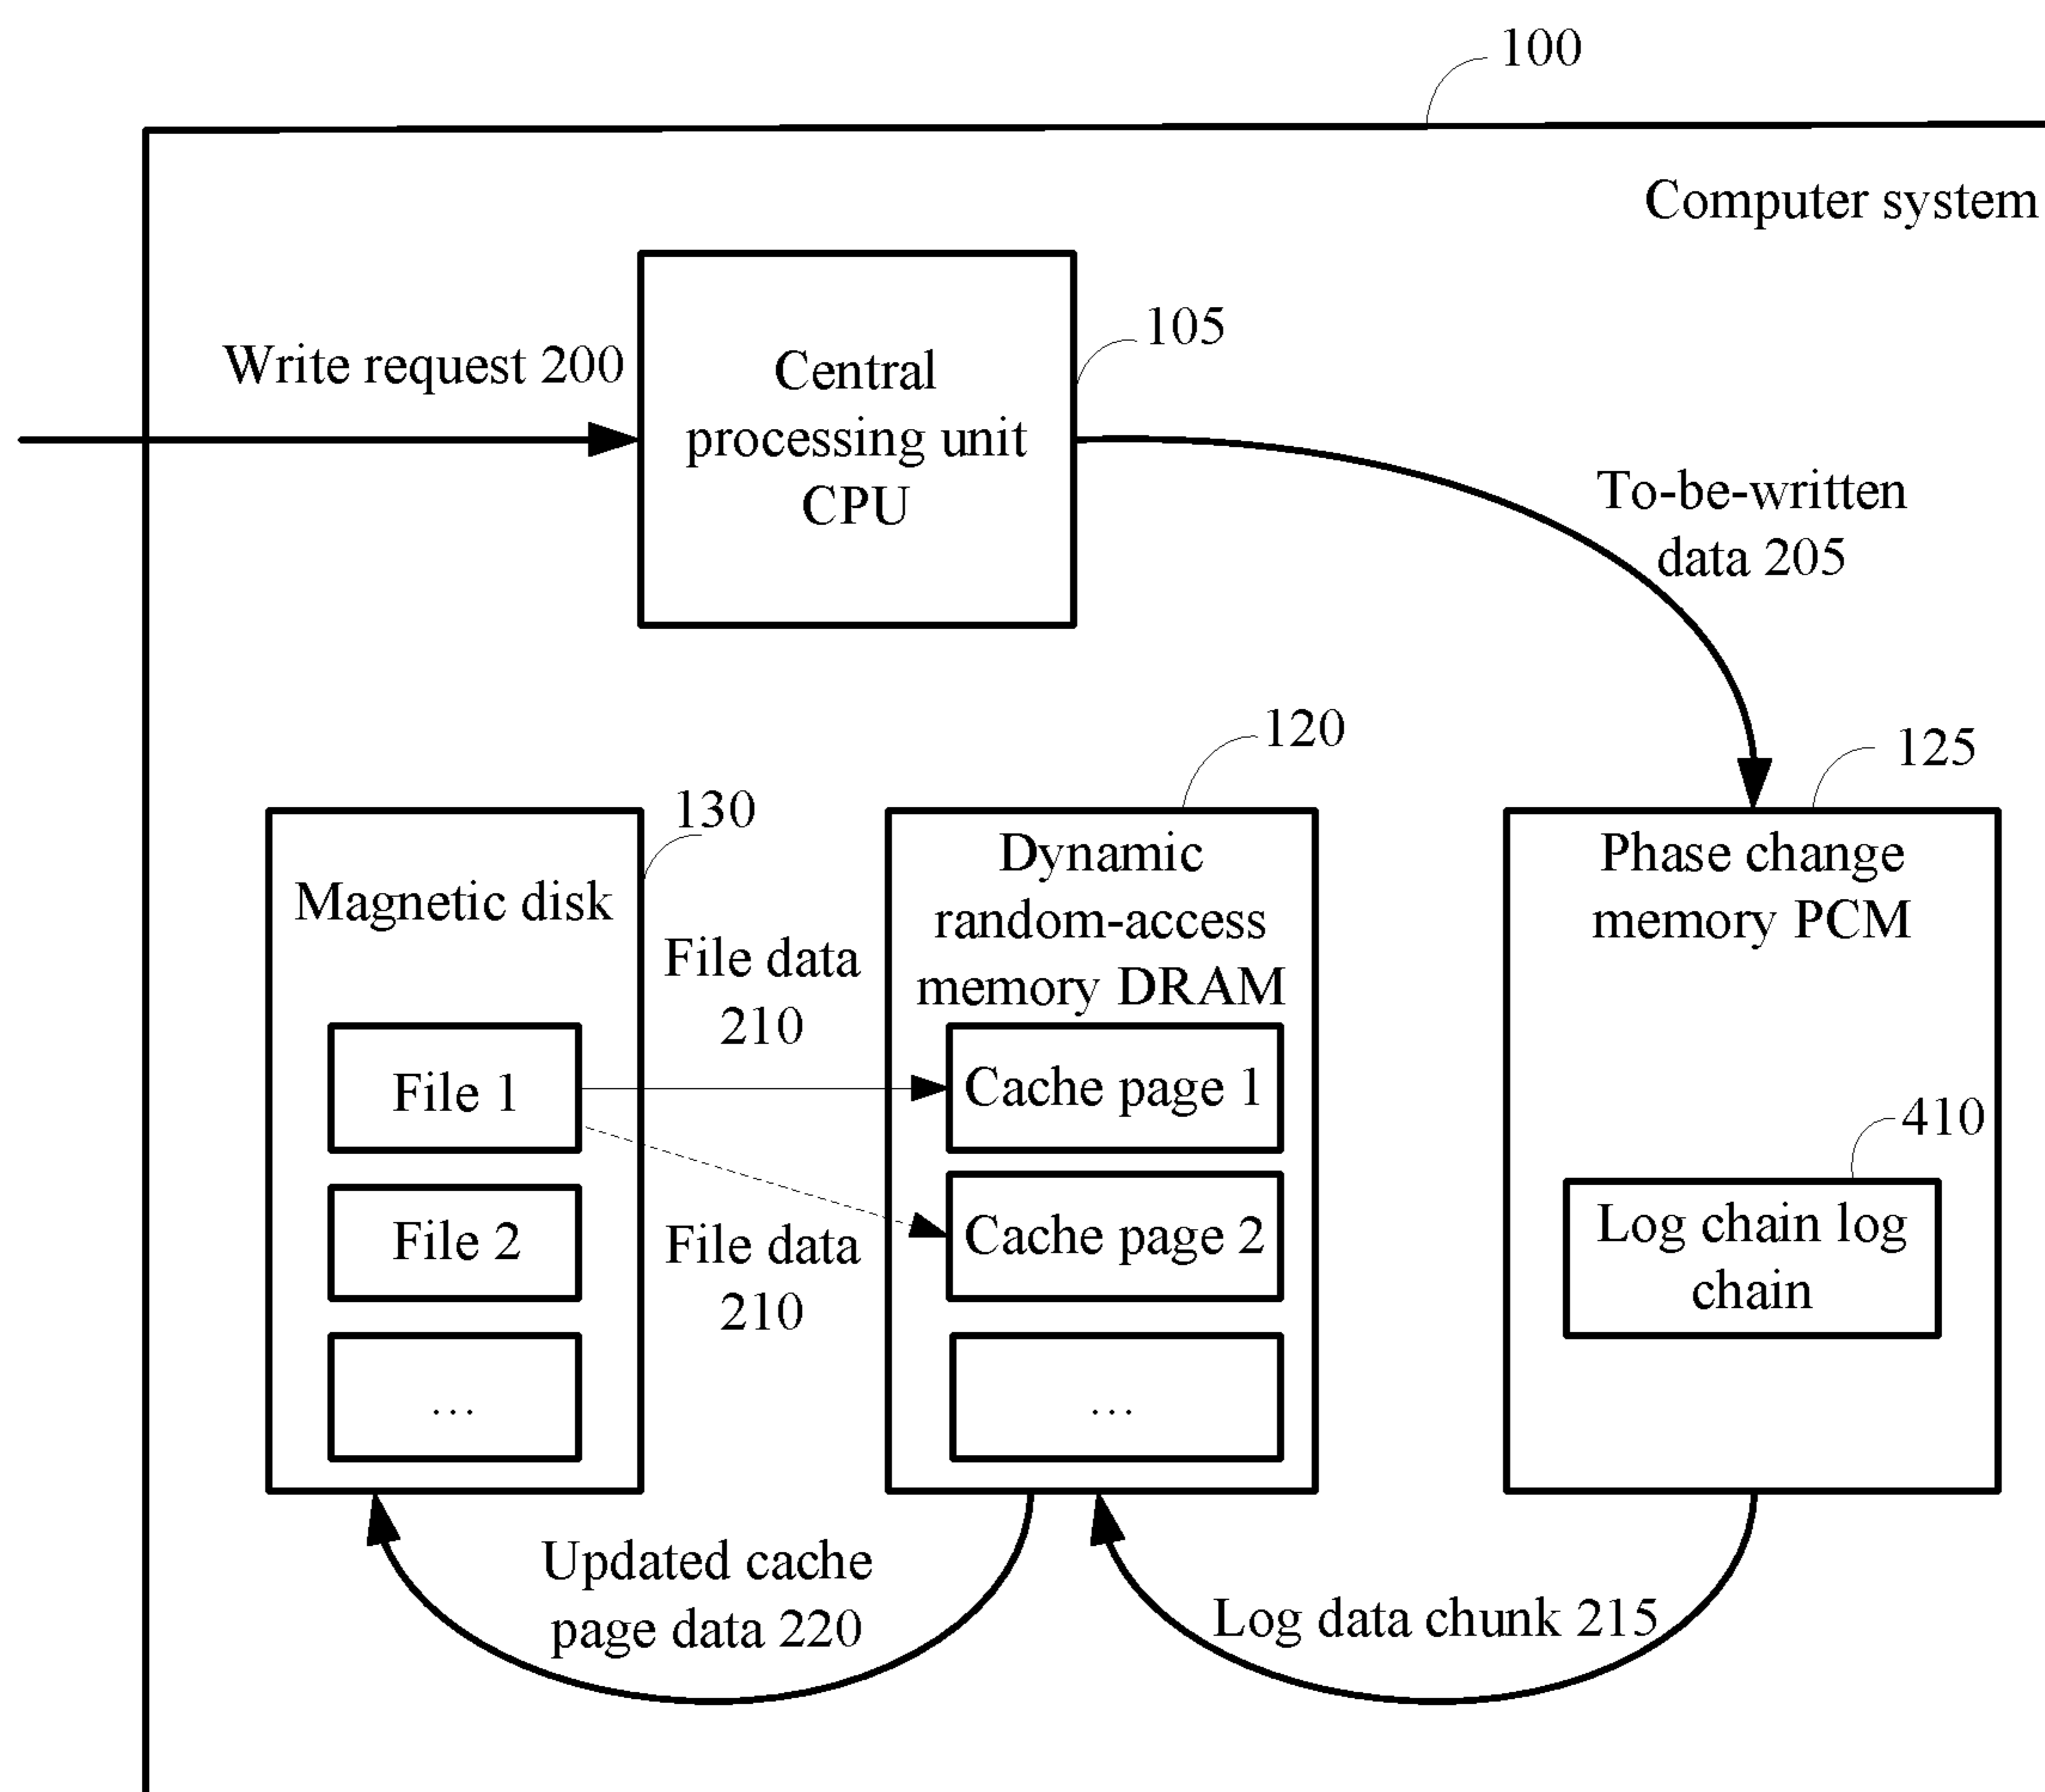 100
Computer system
Write request 200
Central
processing unit
CPU
105
To-be-written
data 205
130
Magnetic disk
File 1
File 2
...
File data
210
File data
210
120
Dynamic
random-access
memory DRAM
Cache page 1
Cache page 2
...
125
Phase change
memory PCM
410
Log chain log
chain
Updated cache
page data 220
Log data chunk 215